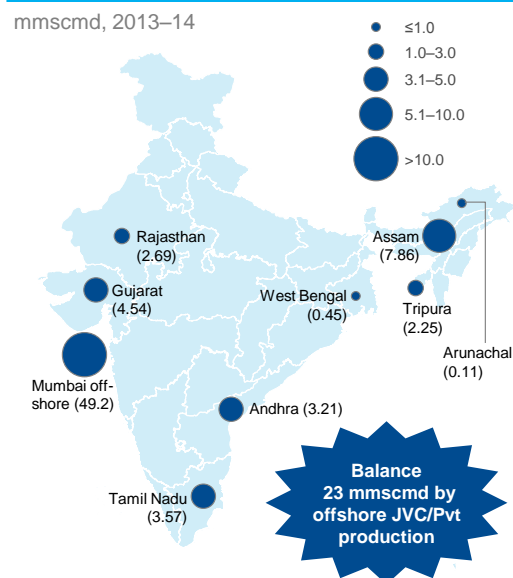 mmscmd, 2013–14
≤1.0
1.0–3.0
3.1–5.0
5.1–10.0
>10.0
Rajasthan
(2.69)
Gujarat
(4.54)
Mumbai off-
shore (49.2)
West Bengal
(0.45)
Assam
(7.86)
Tripura
(2.25)
Arunachal
(0.11)
Andhra (3.21)
Tamil Nadu
(3.57)
Balance
23 mmscmd by
offshore JVC/Pvt
production